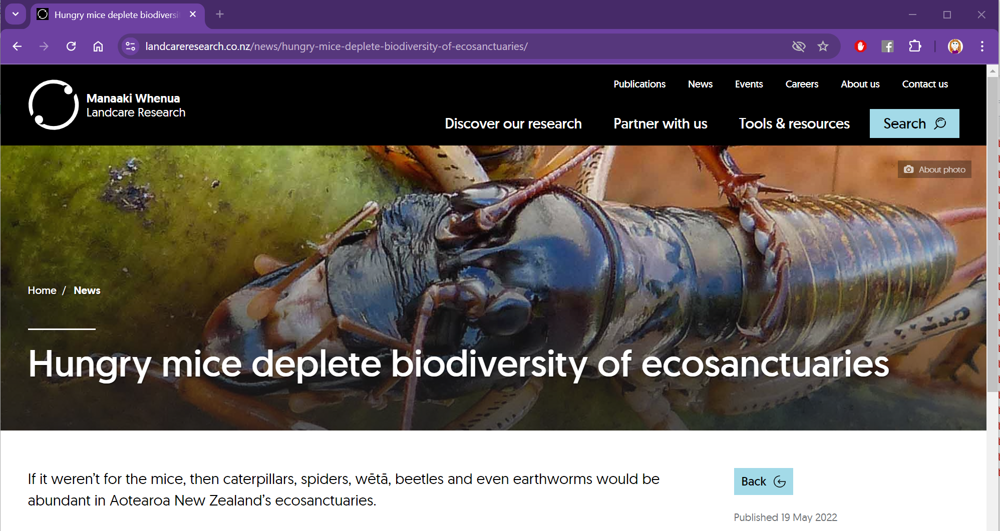 Hungry mice deplete biodiversi
landcareresearch.co.nz/news/hungry-mice-deplete-biodiversity-of-ecosanctuaries/
Manaaki Whenua
Landcare Research
Publications News Events Careers About us Contact us
Discover our research Partner with us Tools & resources Search
About photo
Home / News
Hungry mice deplete biodiversity of ecosanctuaries
If it weren’t for the mice, then caterpillars, spiders, wētā, beetles and even earthworms would be
abundant in Aotearoa New Zealand’s ecosanctuaries.
Back
Published 19 May 2022